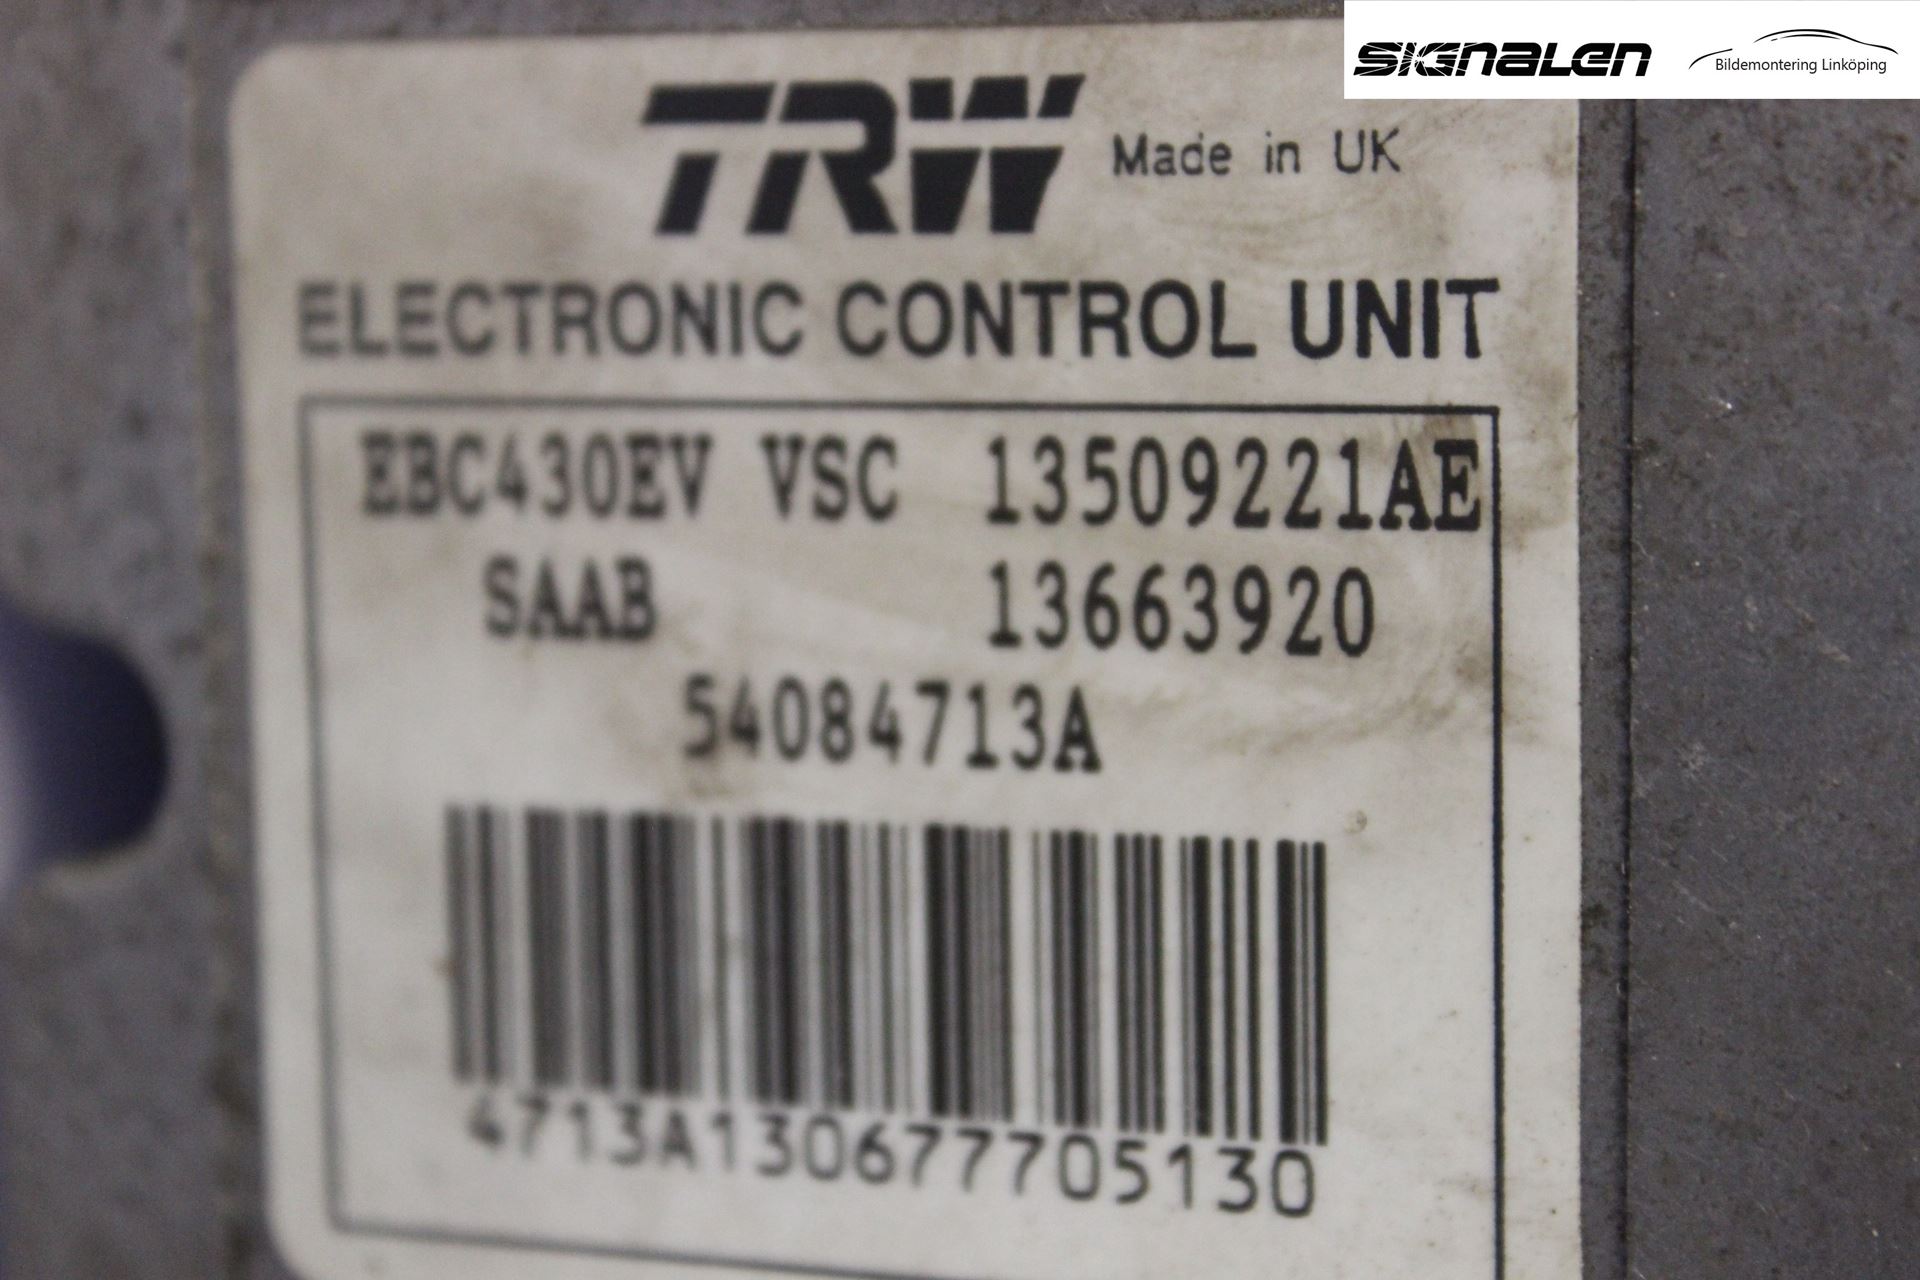 SIGNALEN Bildemontering Linköping
TRW Made in UK
ELECTRONIC CONTROL UNIT
EBC430EV VSC 13509221AE
SAAB 13663920
54084713A
4713A130677705130